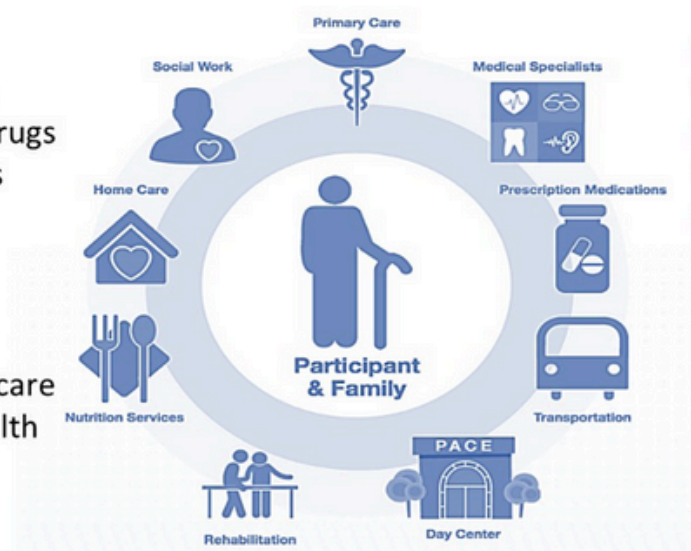 Primary Care
Social Work
Medical Specialists
rugs
s
Home Care
Prescription Medications
Participant
& Family
care
lth
Nutrition Services
Transportation
PACE
Rehabilitation
Day Center